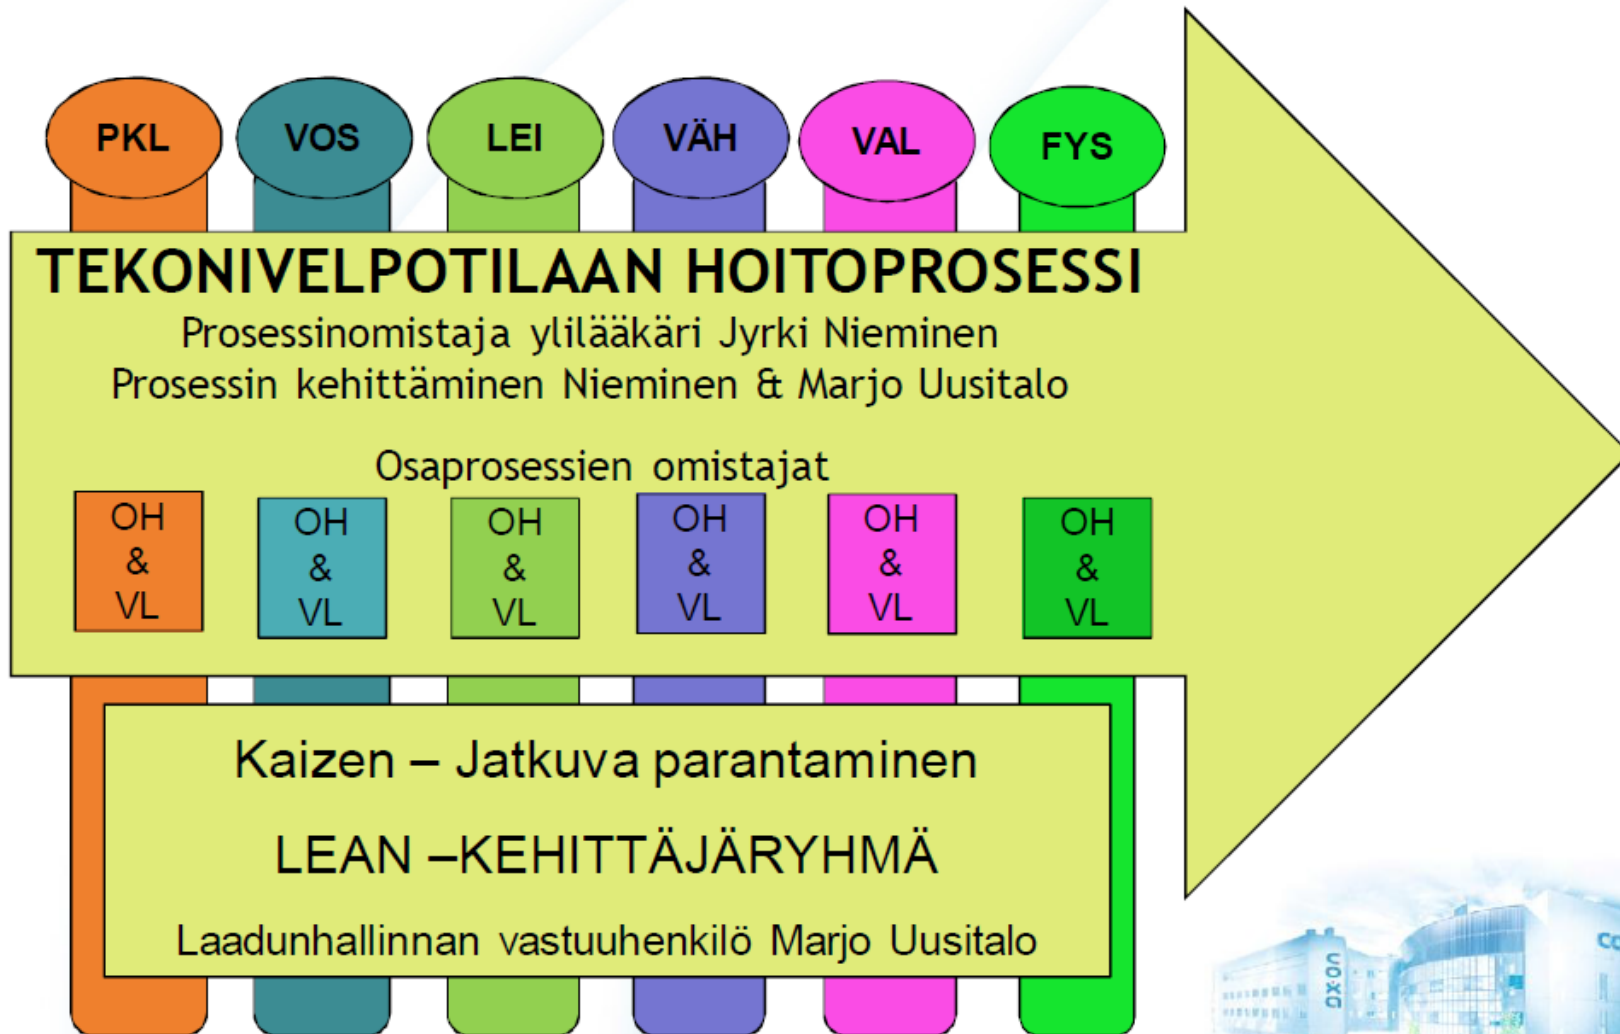 PKL VOS LEI VÄH VAL FYS
TEKONIVELPOTILAAN HOITOPROSESSI
Prosessinomistaja ylilääkäri Jyrki Nieminen
Prosessin kehittäminen Nieminen & Marjo Uusitalo
Osaprosessien omistajat
OH OH OH OH OH OH
& & & & & &
VL VL VL VL VL VL
Kaizen – Jatkuva parantaminen
LEAN –KEHITTÄJÄRYHMÄ
Laadunhallinnan vastuuhenkilö Marjo Uusitalo
COXA